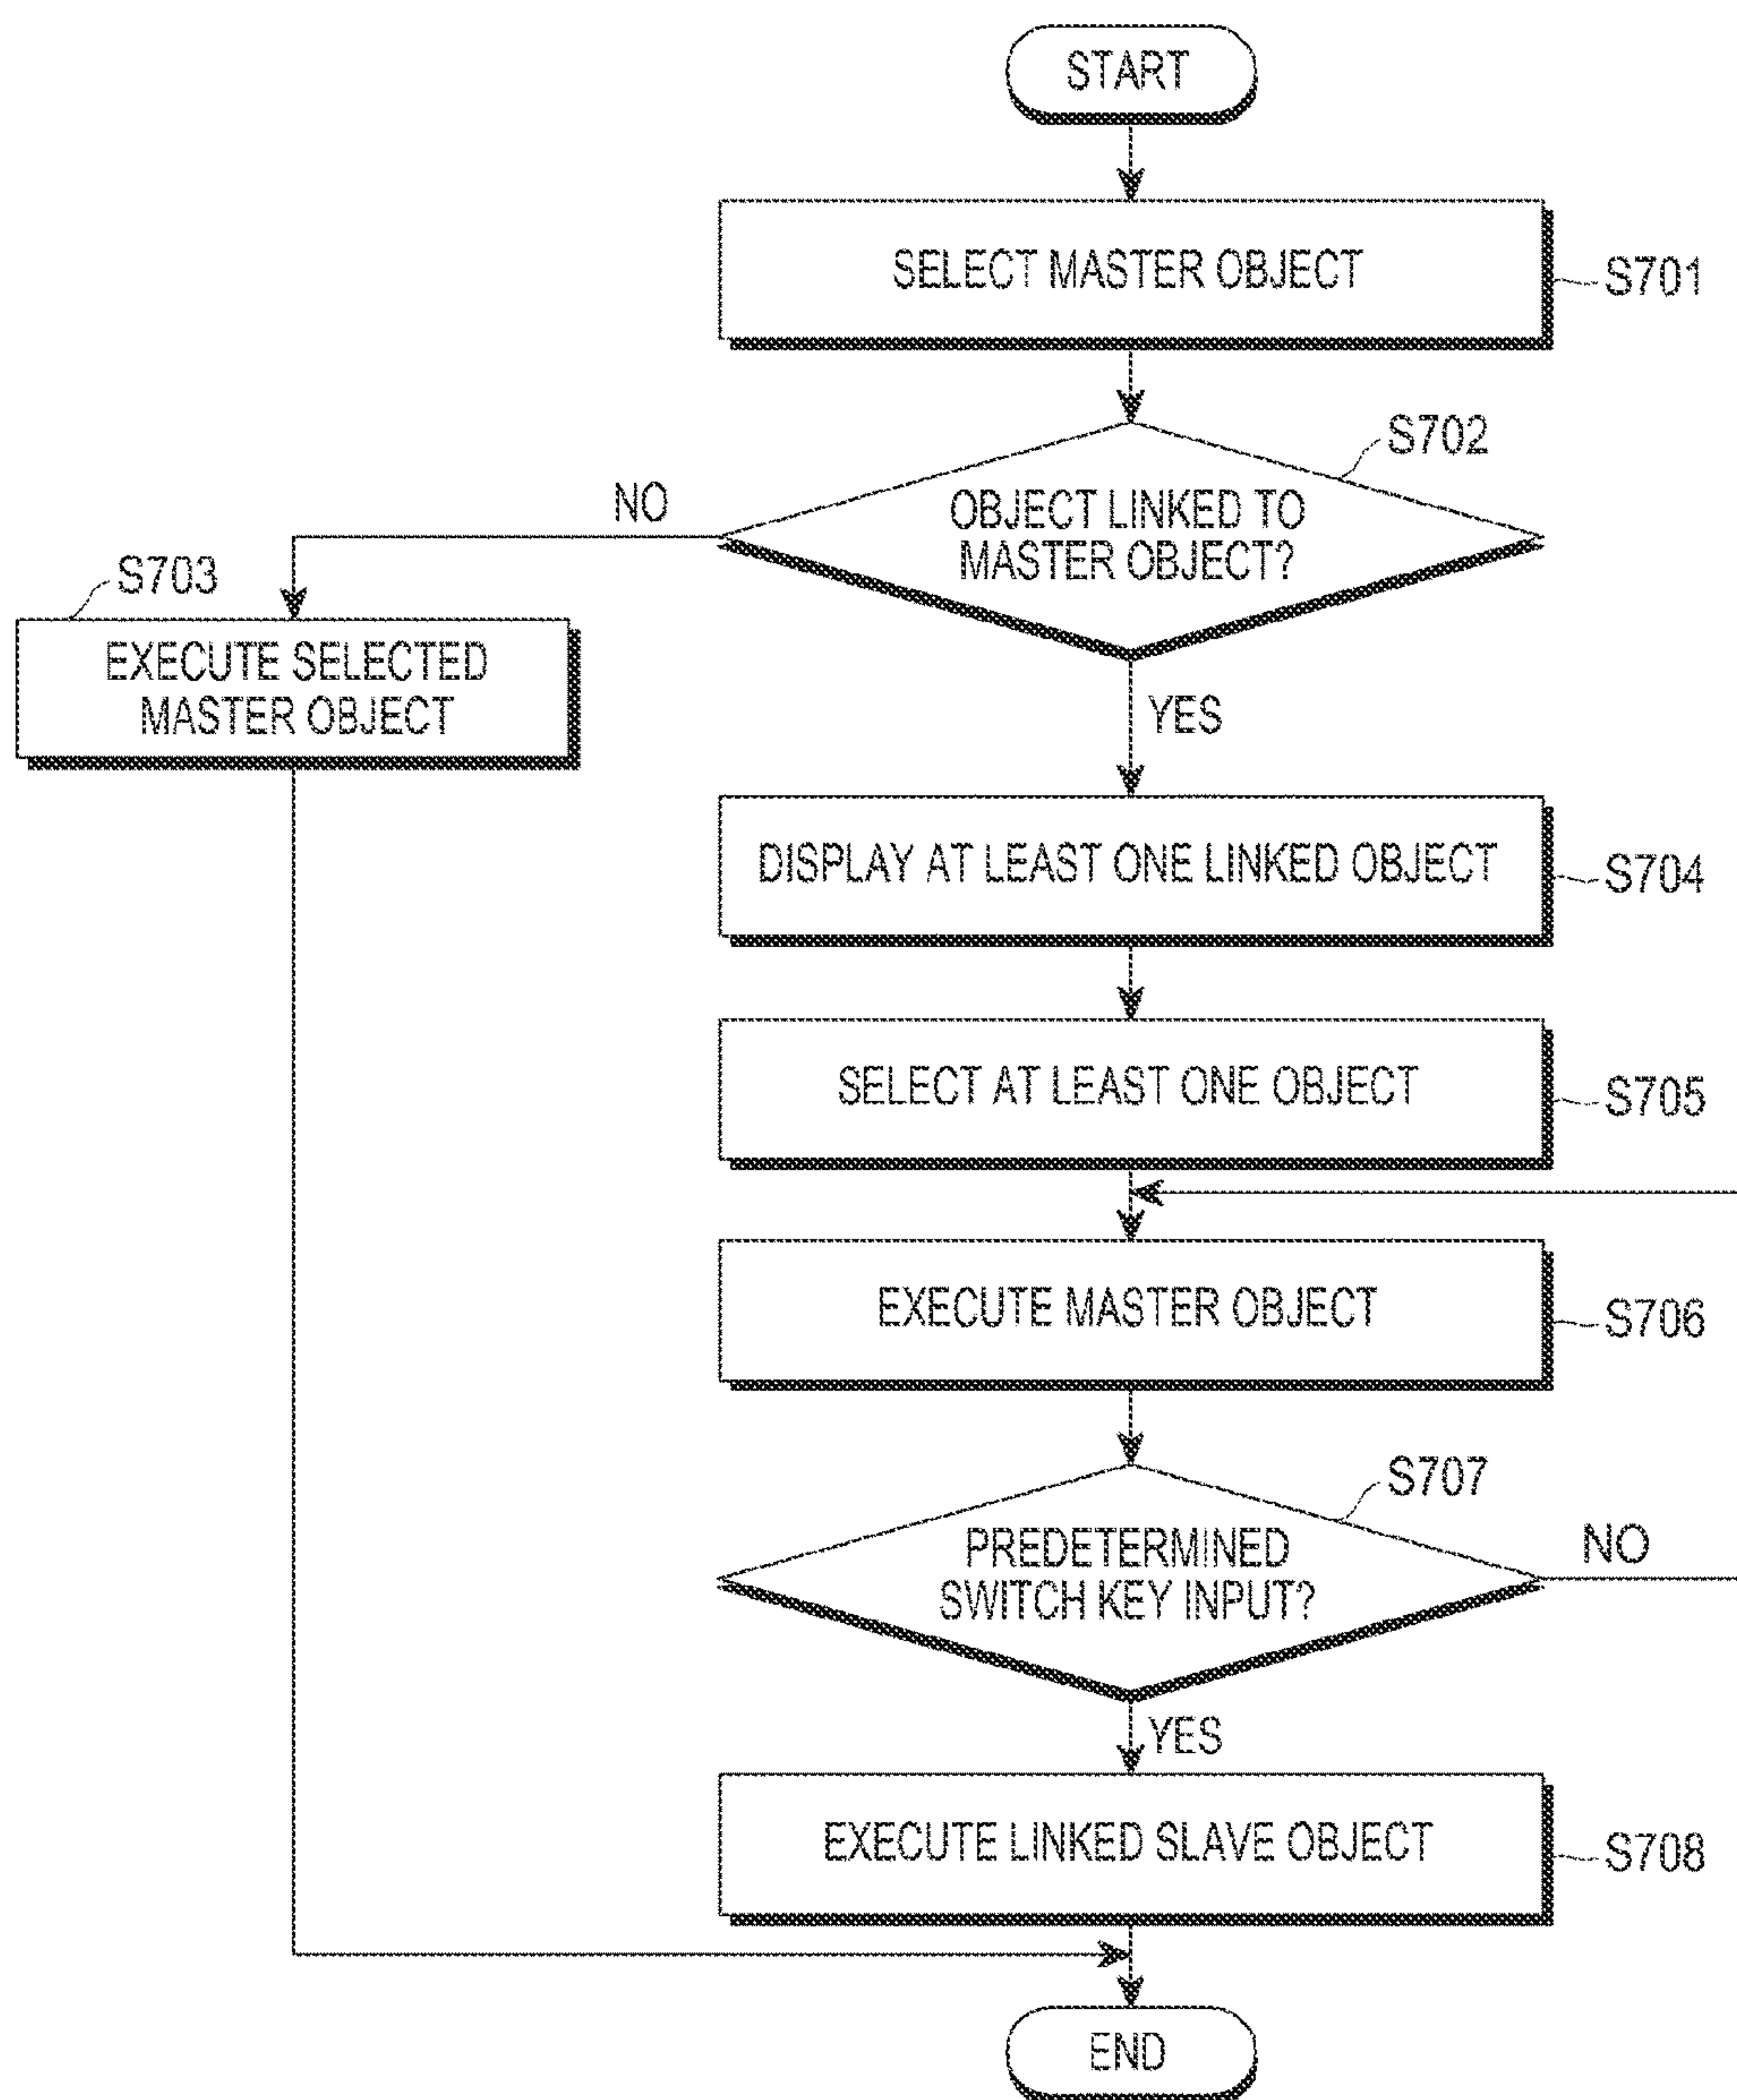 START
SELECT MASTER OBJECT
S701
S702
OBJECT LINKED TO
MASTER OBJECT?
NO
S703
EXECUTE SELECTED
MASTER OBJECT
YES
DISPLAY AT LEAST ONE LINKED OBJECT
S704
SELECT AT LEAST ONE OBJECT
S705
EXECUTE MASTER OBJECT
S706
S707
PREDETERMINED
SWITCH KEY INPUT?
NO
YES
EXECUTE LINKED SLAVE OBJECT
S708
END